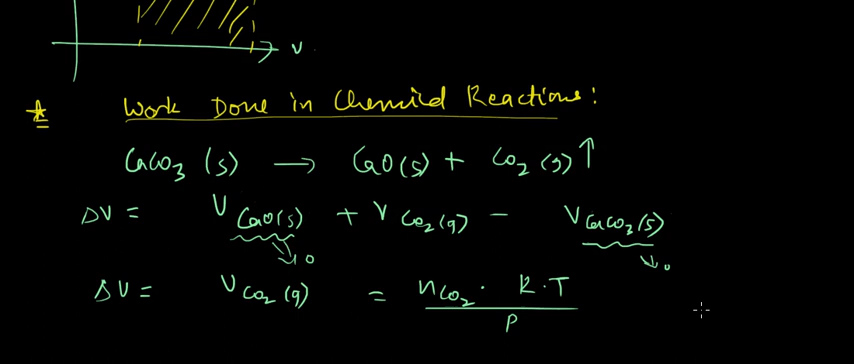 V
* Work Done in Chemical Reactions:
CaCO₃ (s) → CaO(s) + CO₂ (g) ↑
ΔV = V CaO(s) + V CO₂(g) - V CaCO₃(s)
↘ 0 ↘ 0
ΔV = V CO₂(g) = nCO₂ · R · T / P